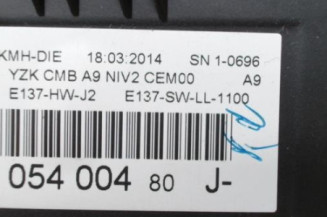 KMH-DIE 18:03:2014 SN 1-0696
YZK CMB A9 NIV2 CEM00 A9
E137-HW-J2 E137-SW-LL-1100
054 004 80 J-